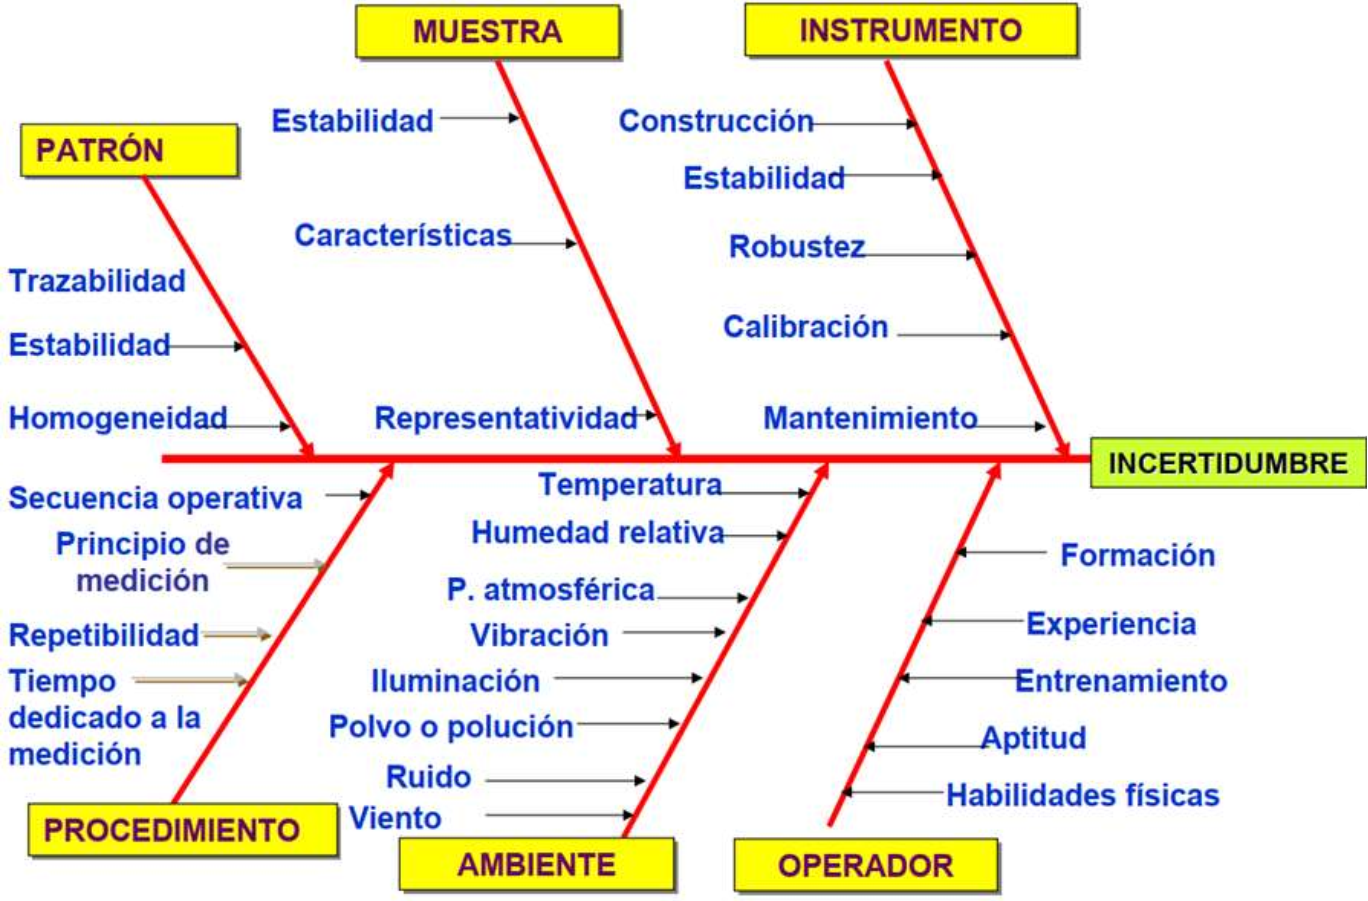 MUESTRA
INSTRUMENTO
PATRÓN
Estabilidad
Características
Representatividad
Construcción
Estabilidad
Robustez
Calibración
Mantenimiento
Trazabilidad
Estabilidad
Homogeneidad
INCERTIDUMBRE
Secuencia operativa
Principio de
medición
Repetibilidad
Tiempo
dedicado a la
medición
PROCEDIMIENTO
Temperatura
Humedad relativa
P. atmosférica
Vibración
Iluminación
Polvo o polución
Ruido
Viento
AMBIENTE
Formación
Experiencia
Entrenamiento
Aptitud
Habilidades físicas
OPERADOR